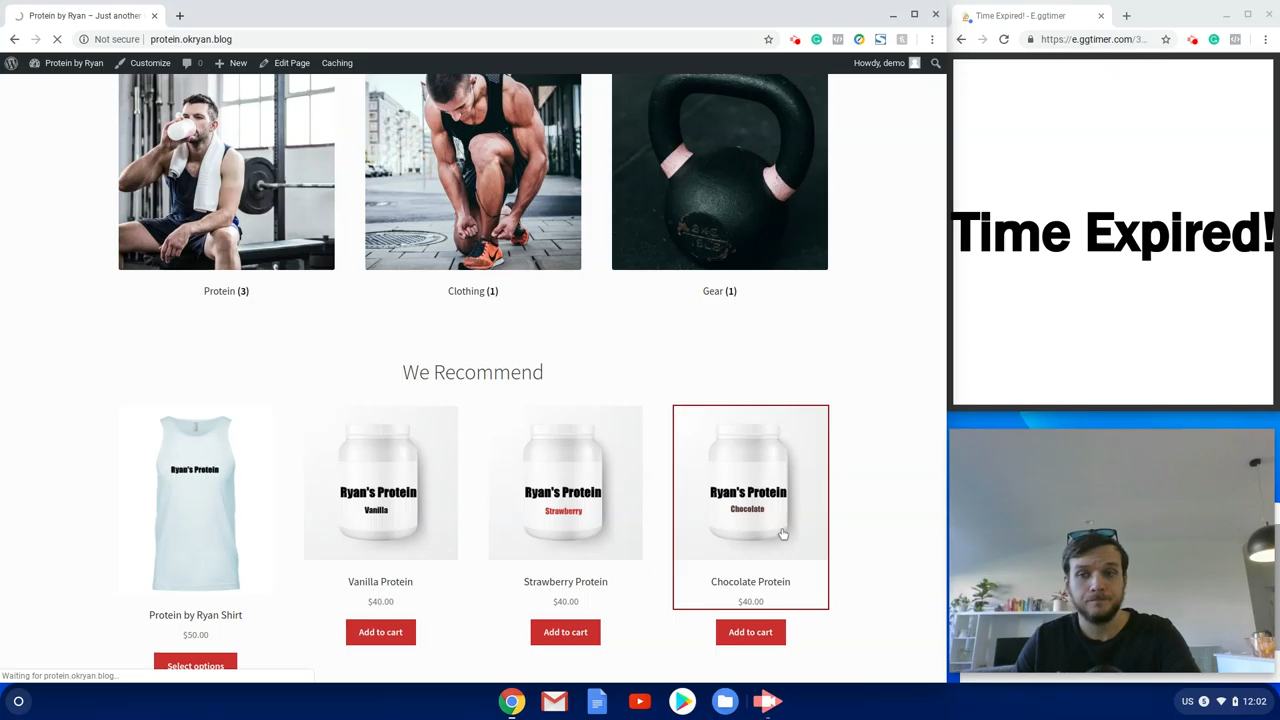 Protein by Ryan – Just another
Time Expired! - E.ggtimer
Not secure | protein.okryan.blog
https://e.ggtimer.com/3...
Protein by Ryan Customize 0 New Edit Page Caching Howdy, demo
Time Expired!
Protein (3) Clothing (1) Gear (1)
We Recommend
Ryan's Protein
Ryan's Protein
Vanilla
Ryan's Protein
Strawberry
Ryan's Protein
Chocolate
Protein by Ryan Shirt
$50.00
Select options
Vanilla Protein
$40.00
Add to cart
Strawberry Protein
$40.00
Add to cart
Chocolate Protein
$40.00
Add to cart
Waiting for protein.okryan.blog...
US 5 12:02